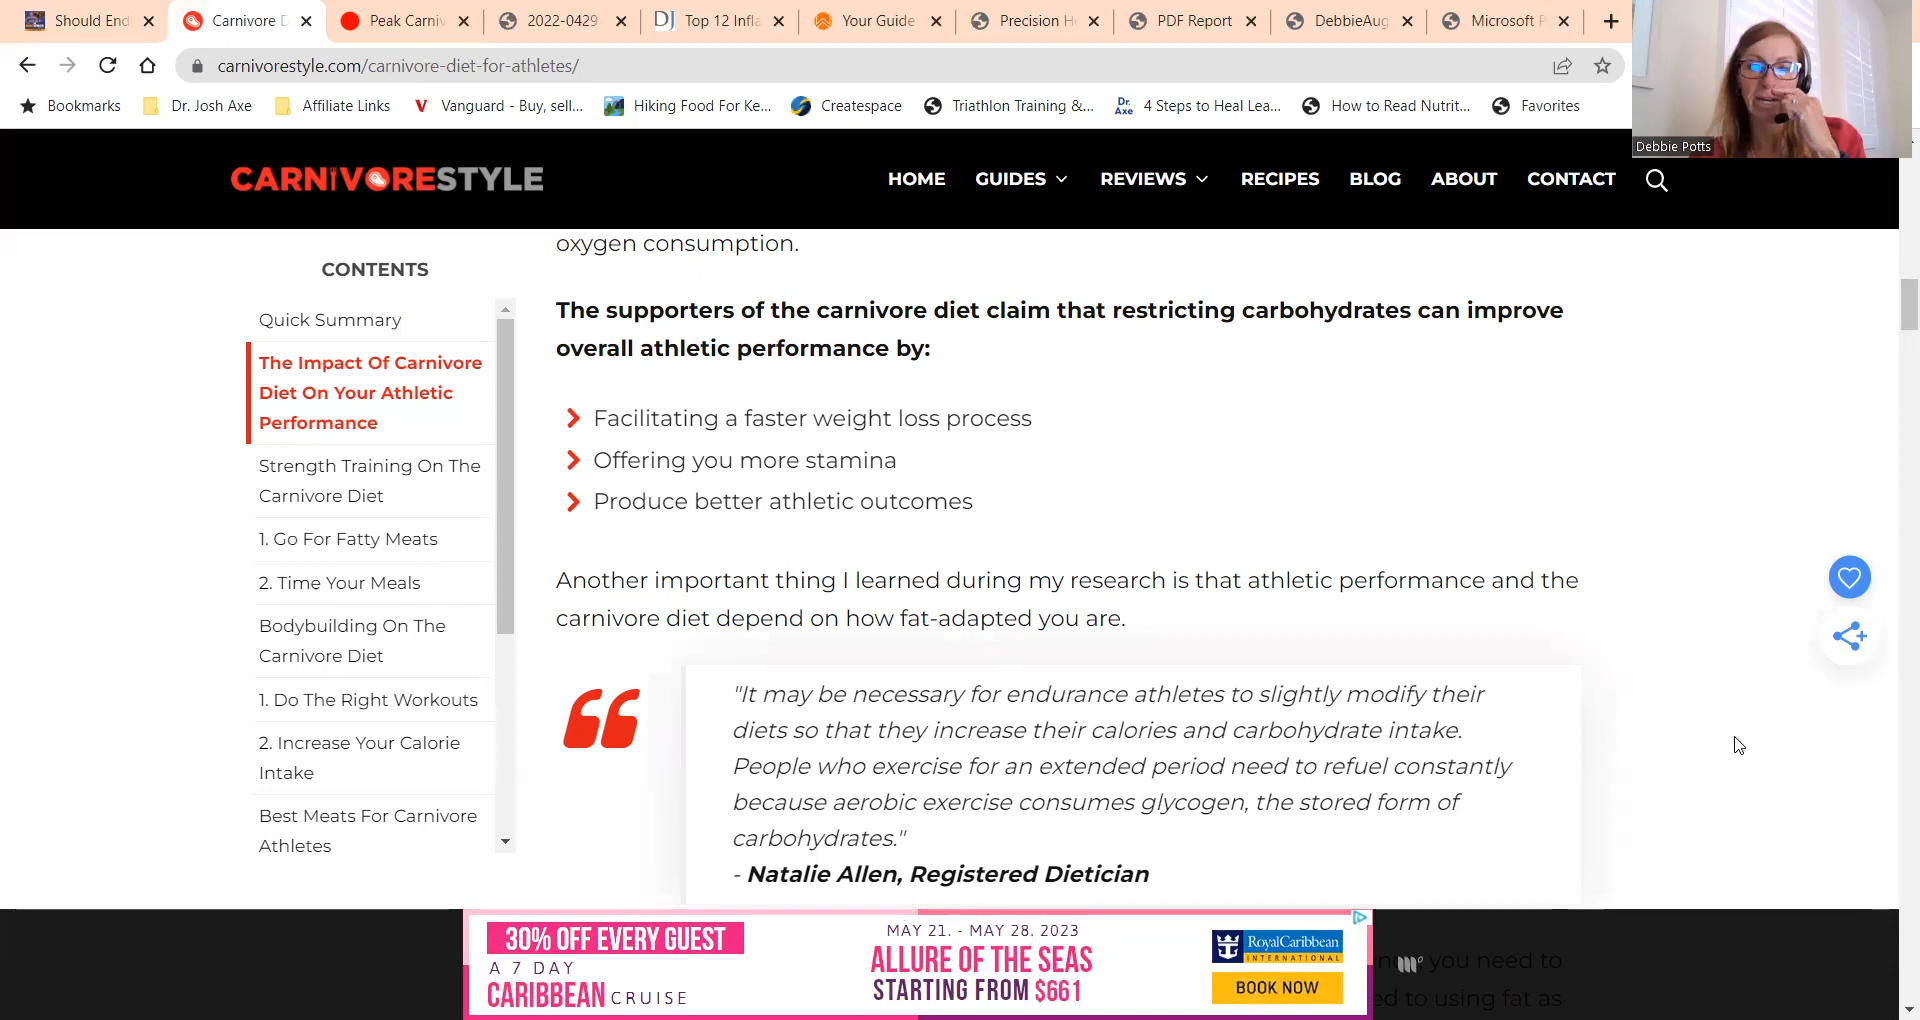 Should End
Carnivore D
Peak Carniv
2022-0429
DJ
Top 12 Infla
Your Guide
Precision H
PDF Report
DebbieAug
Microsoft P
carnivorestyle.com/carnivore-diet-for-athletes/
Bookmarks
Dr. Josh Axe
Affiliate Links
Vanguard - Buy, sell...
Hiking Food For Ke...
Createspace
Triathlon Training &...
Dr. Axe
4 Steps to Heal Lea...
How to Read Nutrit...
Favorites
Debbie Potts
CARNIVORESTYLE
HOME
GUIDES
REVIEWS
RECIPES
BLOG
ABOUT
CONTACT
CONTENTS
Quick Summary
The Impact Of Carnivore
Diet On Your Athletic
Performance
Strength Training On The
Carnivore Diet
1. Go For Fatty Meats
2. Time Your Meals
Bodybuilding On The
Carnivore Diet
1. Do The Right Workouts
2. Increase Your Calorie
Intake
Best Meats For Carnivore
Athletes
oxygen consumption.
The supporters of the carnivore diet claim that restricting carbohydrates can improve
overall athletic performance by:
Facilitating a faster weight loss process
Offering you more stamina
Produce better athletic outcomes
Another important thing I learned during my research is that athletic performance and the
carnivore diet depend on how fat-adapted you are.
"It may be necessary for endurance athletes to slightly modify their
diets so that they increase their calories and carbohydrate intake.
People who exercise for an extended period need to refuel constantly
because aerobic exercise consumes glycogen, the stored form of
carbohydrates."
- Natalie Allen, Registered Dietician
30% OFF EVERY GUEST
A 7 DAY
CARIBBEAN CRUISE
MAY 21. - MAY 28. 2023
ALLURE OF THE SEAS
STARTING FROM $661
RoyalCaribbean
INTERNATIONAL
BOOK NOW
you need to
ed to using fat as